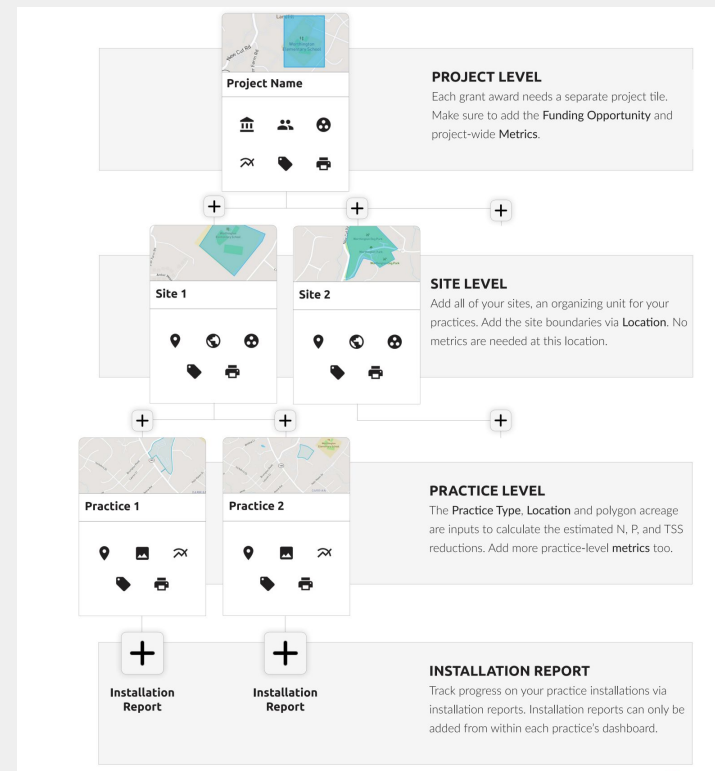 New Cut Rd
Project Name
PROJECT LEVEL
Each grant award needs a separate project tile.
Make sure to add the Funding Opportunity and
project-wide Metrics.
Site 1
Site 2
SITE LEVEL
Add all of your sites, an organizing unit for your
practices. Add the site boundaries via Location. No
metrics are needed at this location.
Practice 1
Practice 2
PRACTICE LEVEL
The Practice Type, Location and polygon acreage
are inputs to calculate the estimated N, P, and TSS
reductions. Add more practice-level metrics too.
Installation
Report
Installation
Report
INSTALLATION REPORT
Track progress on your practice installations via
installation reports. Installation reports can only be
added from within each practice's dashboard.